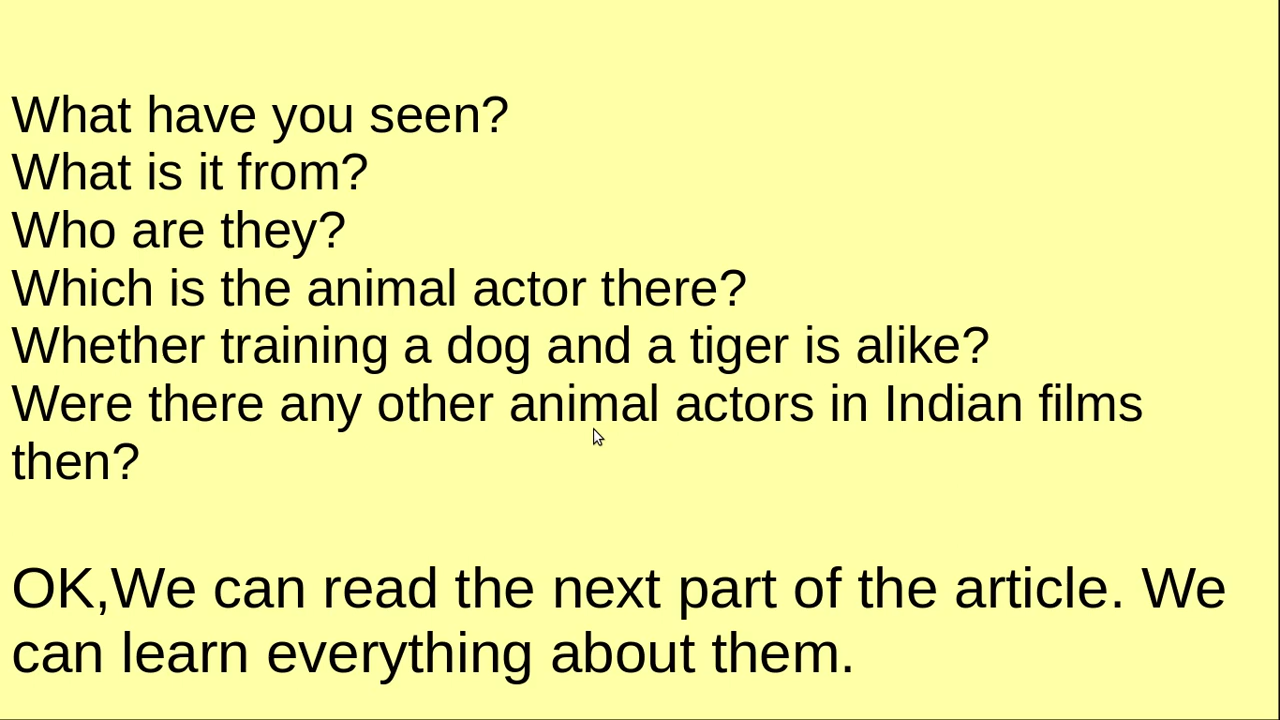 What have you seen?
What is it from?
Who are they?
Which is the animal actor there?
Whether training a dog and a tiger is alike?
Were there any other animal actors in Indian films
then?
OK,We can read the next part of the article. We
can learn everything about them.